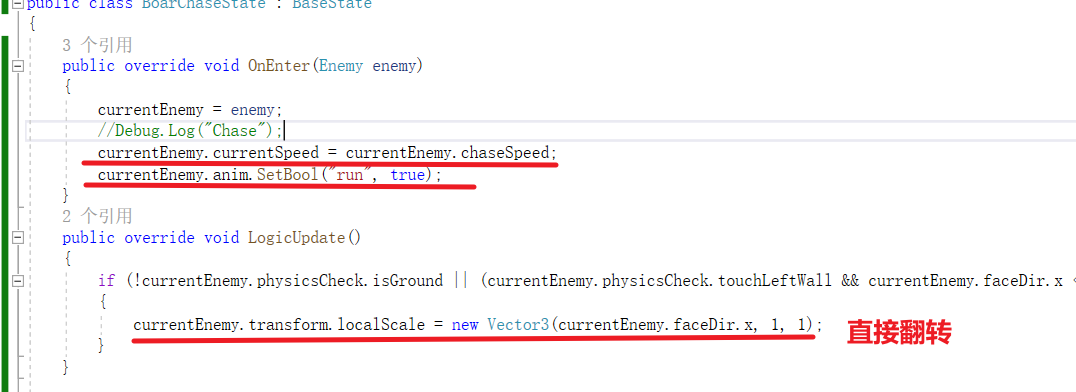 public class BoarChaseState : BaseState
{
3 个引用
public override void OnEnter(Enemy enemy)
{
currentEnemy = enemy;
//Debug.Log("Chase");
currentEnemy.currentSpeed = currentEnemy.chaseSpeed;
currentEnemy.anim.SetBool("run", true);
}
2 个引用
public override void LogicUpdate()
{
if (!currentEnemy.physicsCheck.isGround || (currentEnemy.physicsCheck.touchLeftWall && currentEnemy.faceDir.x <
{
currentEnemy.transform.localScale = new Vector3(currentEnemy.faceDir.x, 1, 1); 直接翻转
}
}